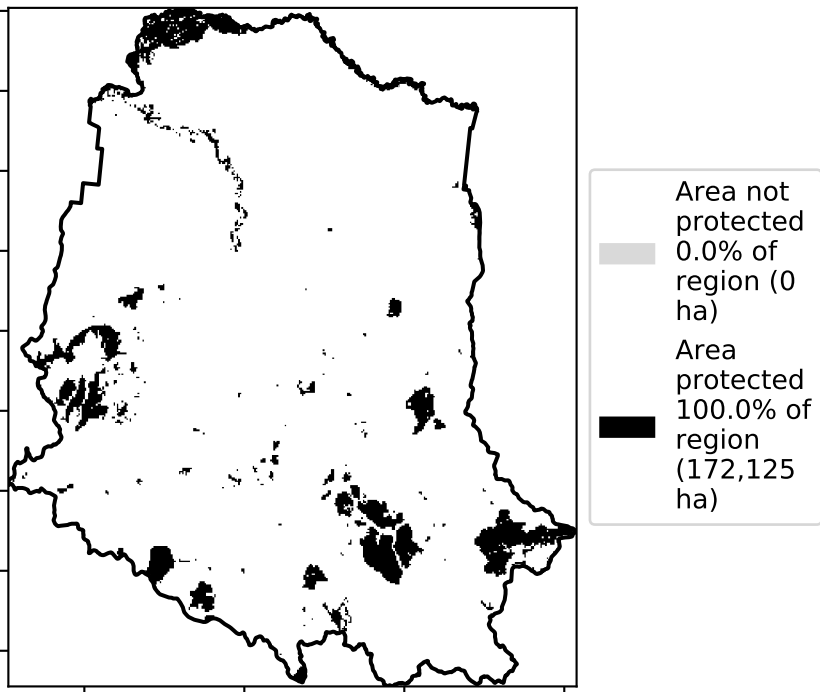 Area not
protected
0.0% of
region (0
ha)
Area
protected
100.0% of
region
(172,125
ha)